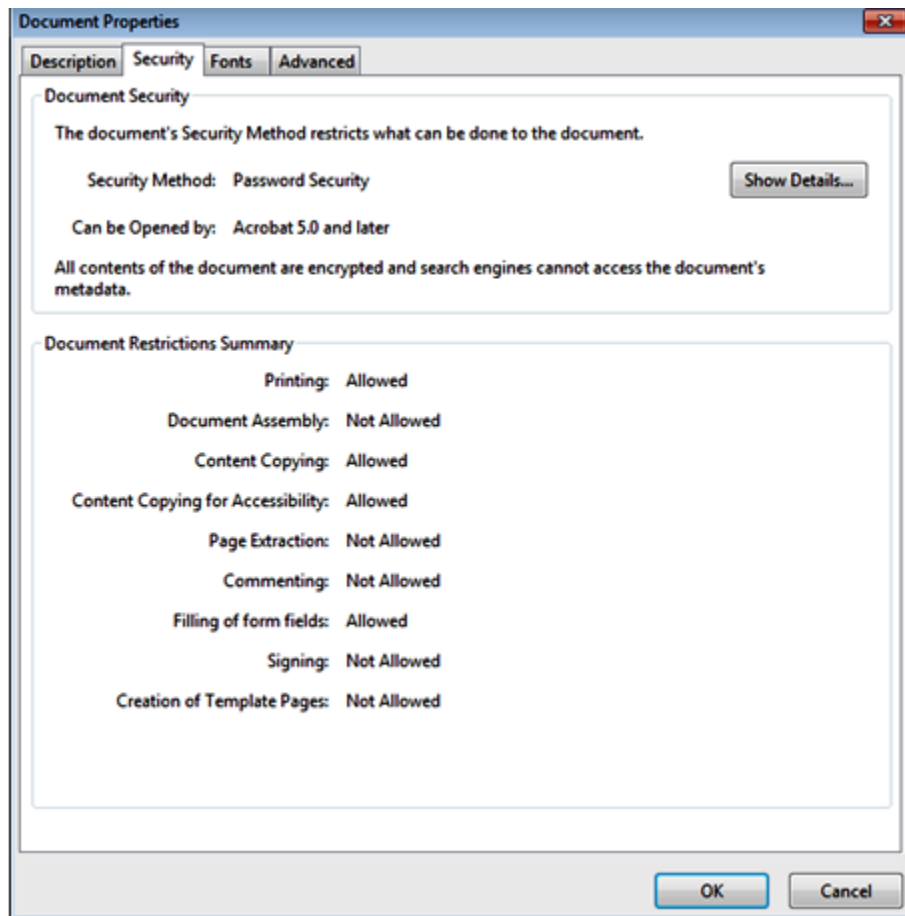 Document Properties
Description Security Fonts Advanced
Document Security
The document's Security Method restricts what can be done to the document.
Security Method: Password Security Show Details...
Can be Opened by: Acrobat 5.0 and later
All contents of the document are encrypted and search engines cannot access the document's
metadata.
Document Restrictions Summary
Printing: Allowed
Document Assembly: Not Allowed
Content Copying: Allowed
Content Copying for Accessibility: Allowed
Page Extraction: Not Allowed
Commenting: Not Allowed
Filling of form fields: Allowed
Signing: Not Allowed
Creation of Template Pages: Not Allowed
OK Cancel